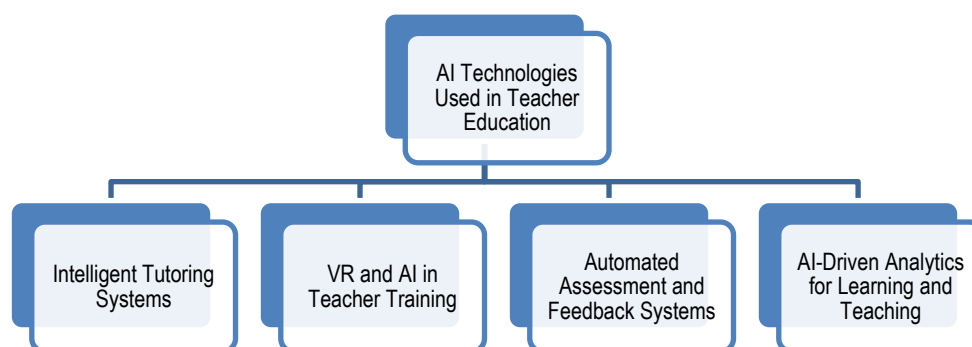 AI Technologies
Used in Teacher
Education
Intelligent Tutoring
Systems
VR and AI in
Teacher Training
Automated
Assessment and
Feedback Systems
AI-Driven Analytics
for Learning and
Teaching